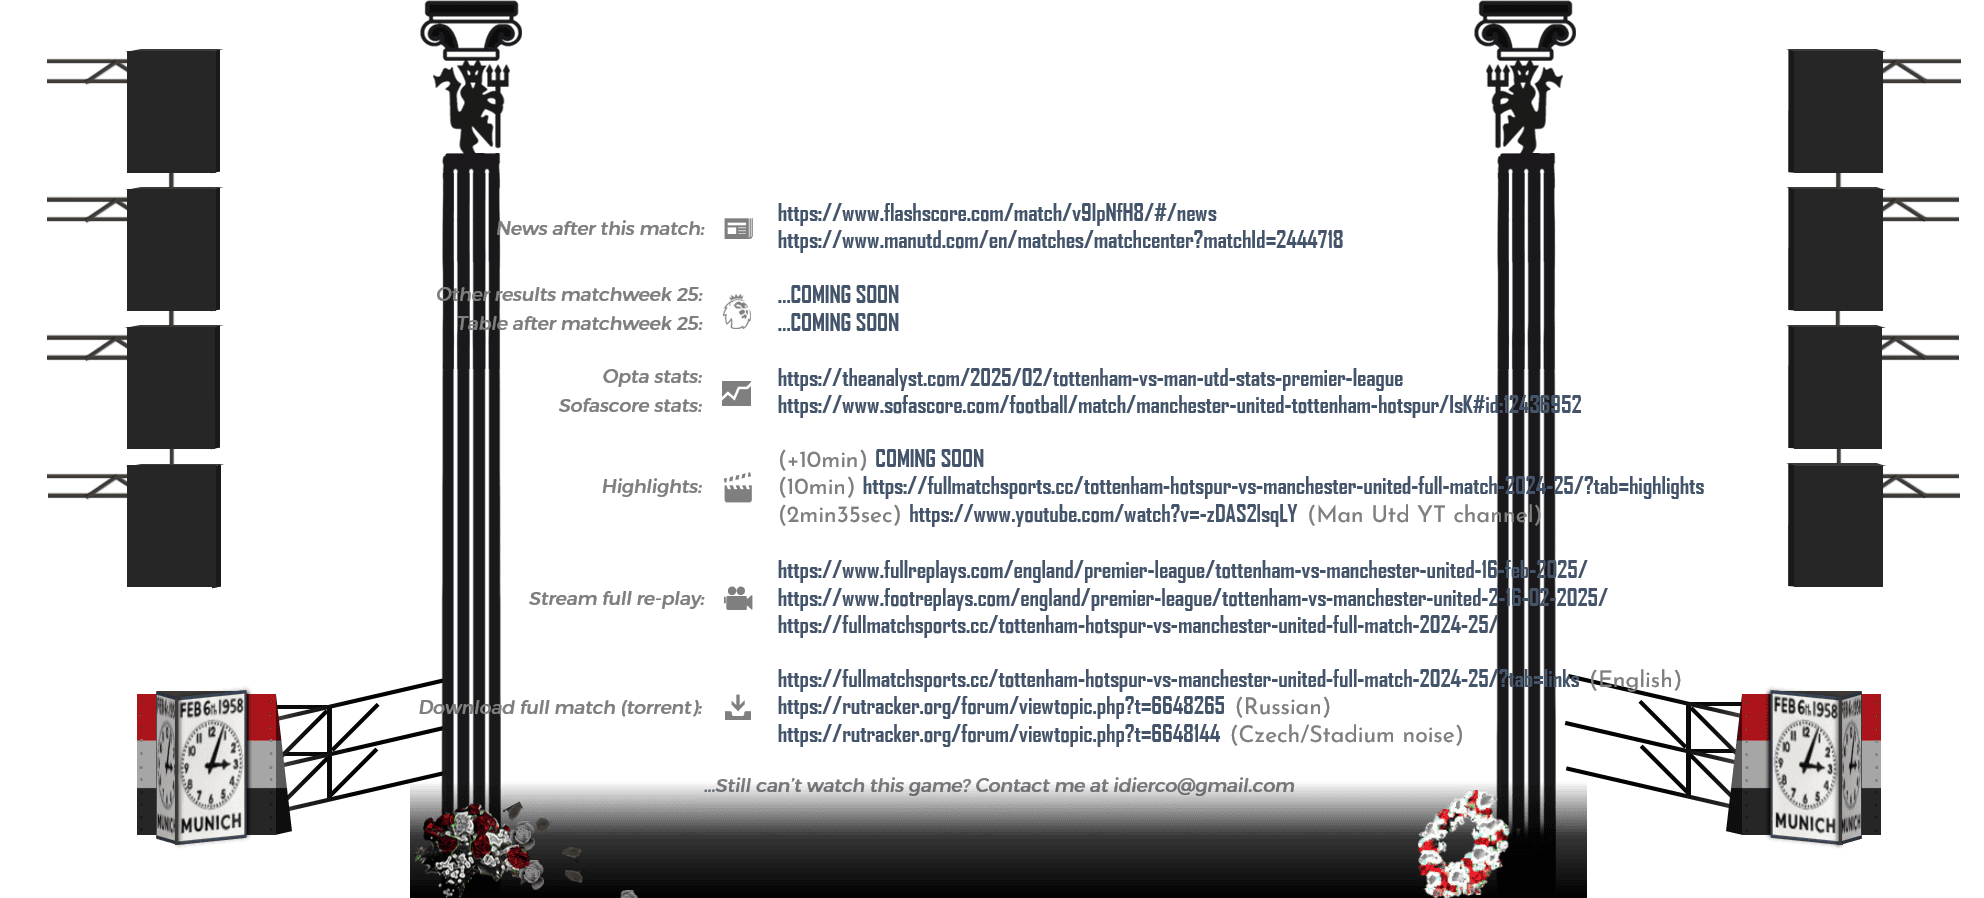 News after this match:
https://www.flashscore.com/match/v9IpNfH8/#/news
https://www.manutd.com/en/matches/matchcenter?matchId=2444718
Other results matchweek 25:
...COMING SOON
Table after matchweek 25:
...COMING SOON
Opta stats:
https://theanalyst.com/2025/02/tottenham-vs-man-utd-stats-premier-league
Sofascore stats:
https://www.sofascore.com/football/match/manchester-united-tottenham-hotspur/IsK#id:12436952
Highlights:
(+10min) COMING SOON
(10min) https://fullmatchsports.cc/tottenham-hotspur-vs-manchester-united-full-match-2024-25/?tab=highlights
(2min35sec) https://www.youtube.com/watch?v=-zDAS2IsqLY (Man Utd YT channel)
Stream full re-play:
https://www.fullreplays.com/england/premier-league/tottenham-vs-manchester-united-16-feb-2025/
https://www.footreplays.com/england/premier-league/tottenham-vs-manchester-united-2-16-02-2025/
https://fullmatchsports.cc/tottenham-hotspur-vs-manchester-united-full-match-2024-25/
Download full match (torrent):
https://fullmatchsports.cc/tottenham-hotspur-vs-manchester-united-full-match-2024-25/?tab=links (English)
https://rutracker.org/forum/viewtopic.php?t=6648265 (Russian)
https://rutracker.org/forum/viewtopic.php?t=6648144 (Czech/Stadium noise)
...Still can't watch this game? Contact me at idierco@gmail.com
FEB 6th 1958
MUNICH
FEB 6th 1958
MUNICH